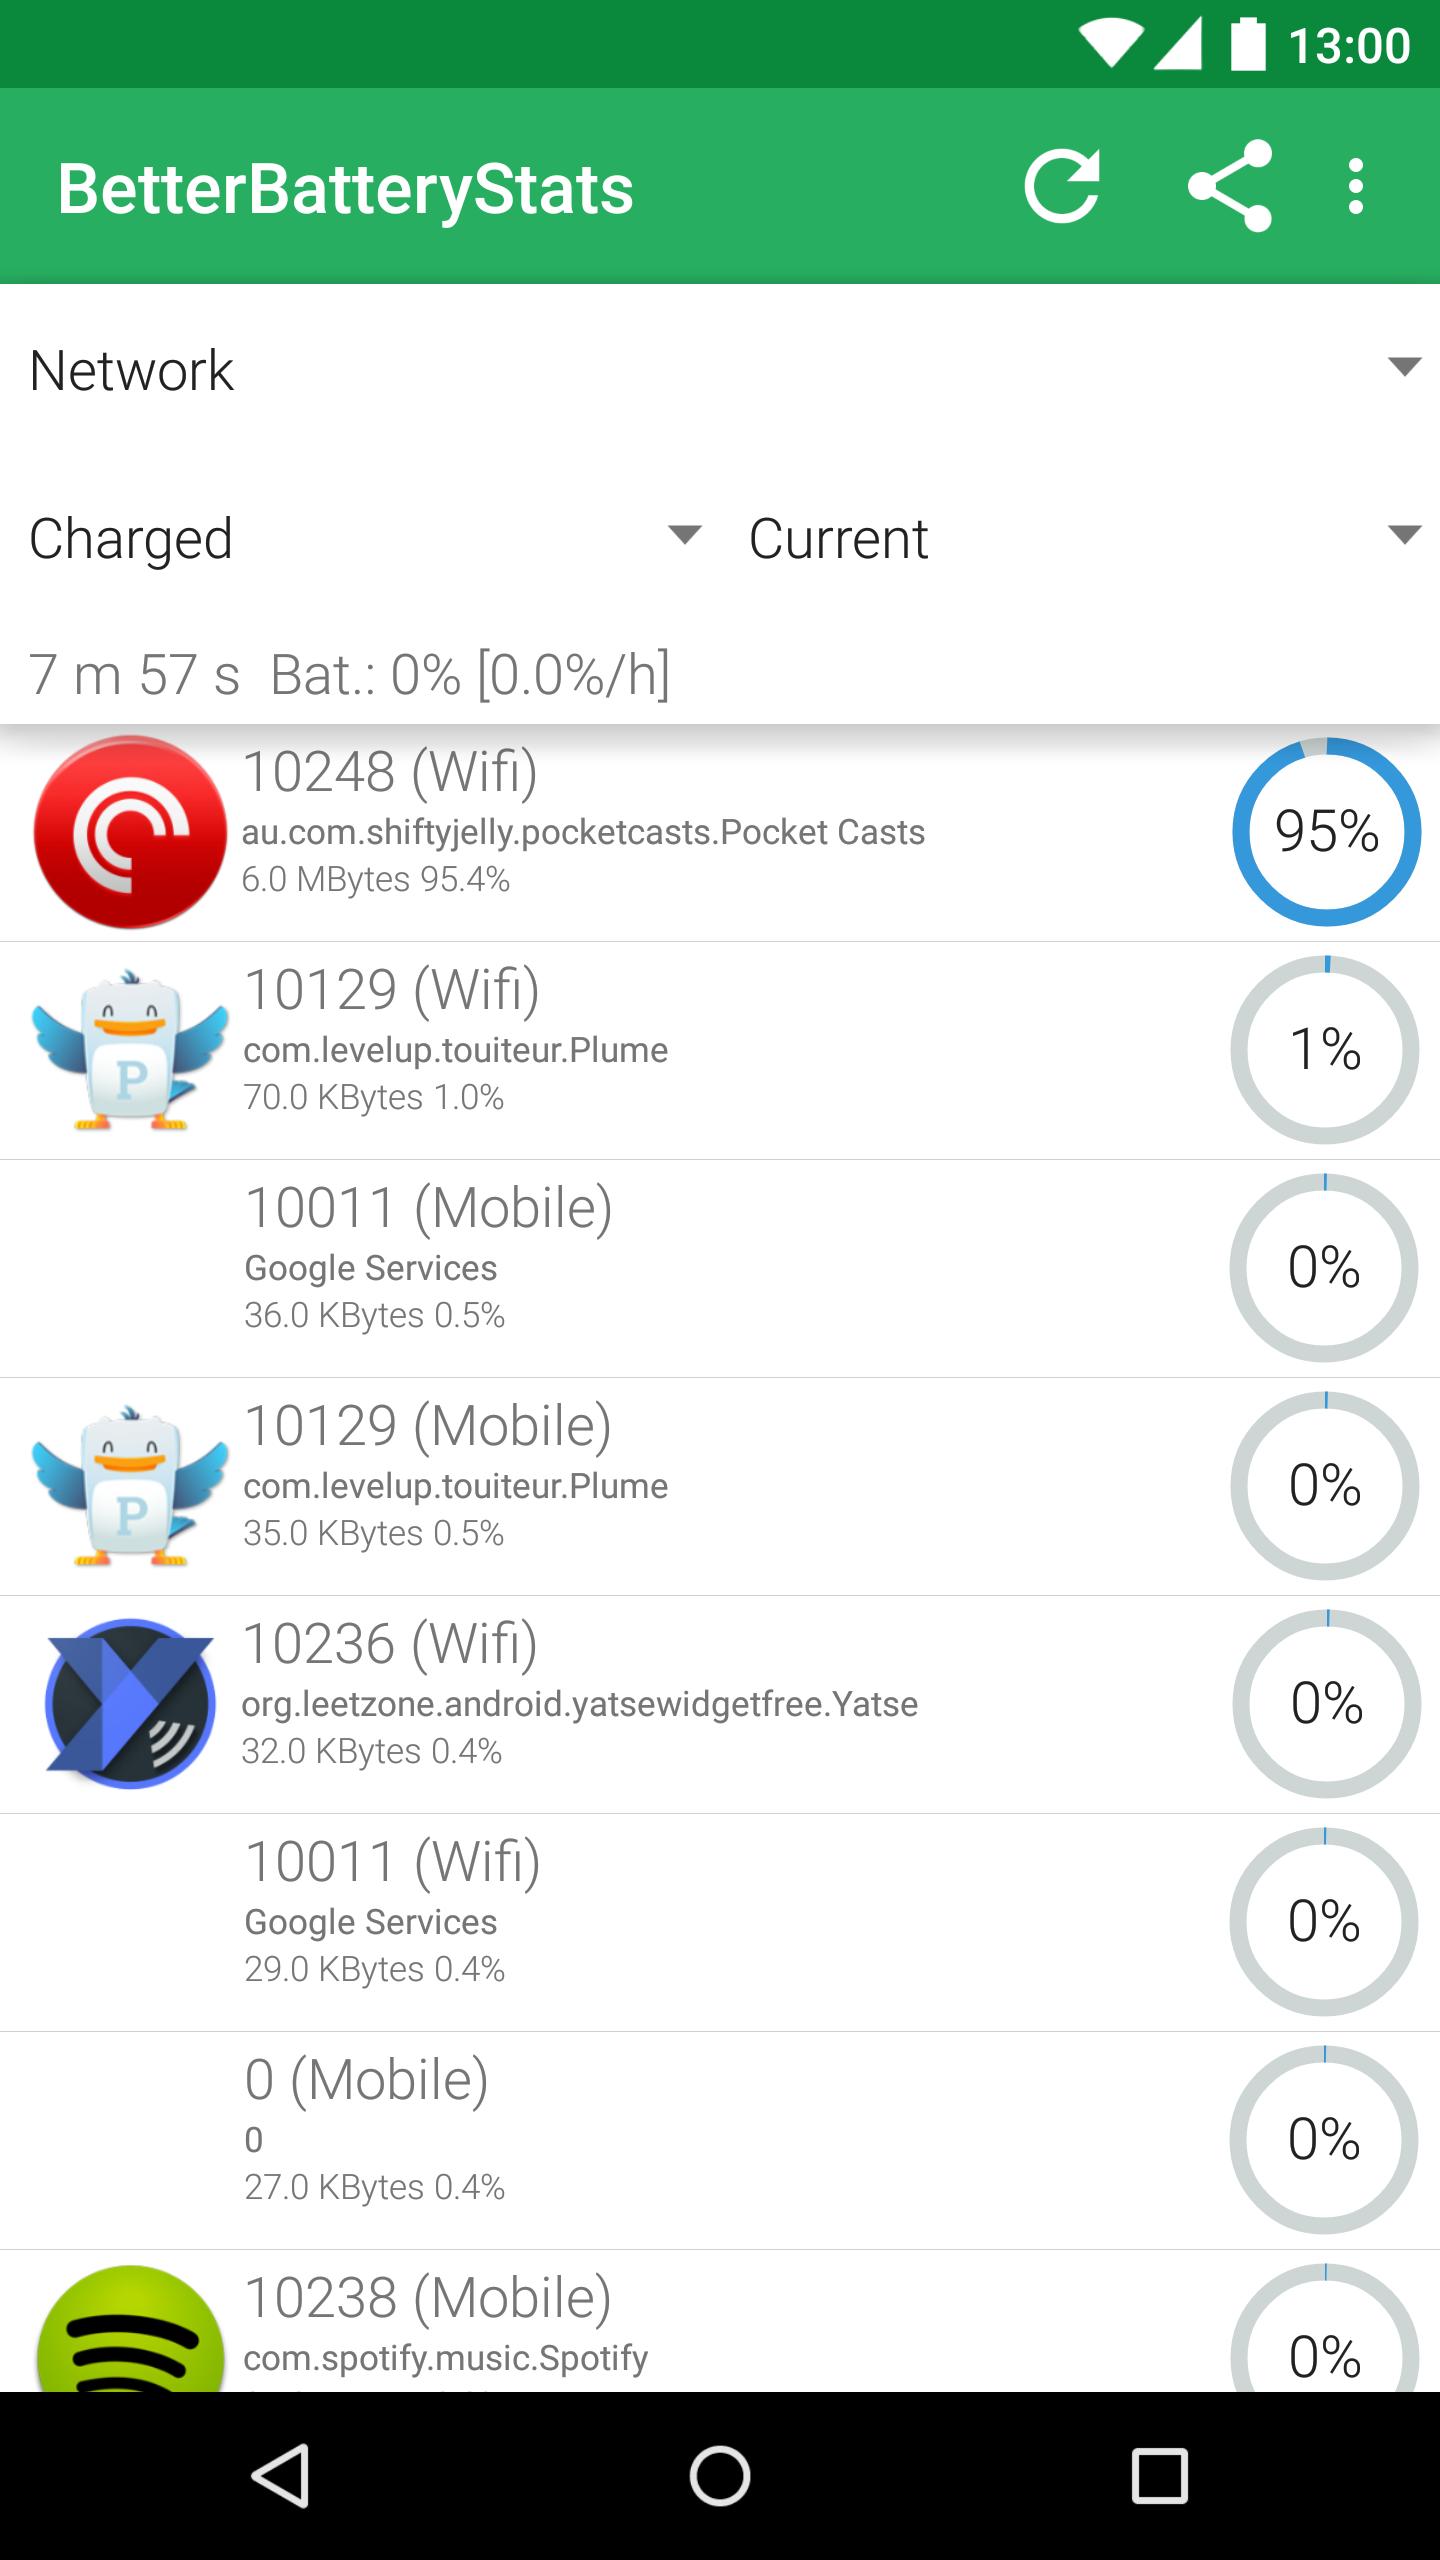 13:00
BetterBatteryStats
Network
Charged Current
7 m 57 s Bat.: 0% [0.0%/h]
10248 (Wifi)
au.com.shiftyjelly.pocketcasts.Pocket Casts
6.0 MBytes 95.4%
95%
10129 (Wifi)
com.levelup.touiteur.Plume
70.0 KBytes 1.0%
1%
P
10011 (Mobile)
Google Services
36.0 KBytes 0.5%
0%
10129 (Mobile)
com.levelup.touiteur.Plume
35.0 KBytes 0.5%
0%
P
10236 (Wifi)
org.leetzone.android.yatsewidgetfree.Yatse
32.0 KBytes 0.4%
0%
10011 (Wifi)
Google Services
29.0 KBytes 0.4%
0%
0 (Mobile)
0
27.0 KBytes 0.4%
0%
10238 (Mobile)
com.spotify.music.Spotify
0%